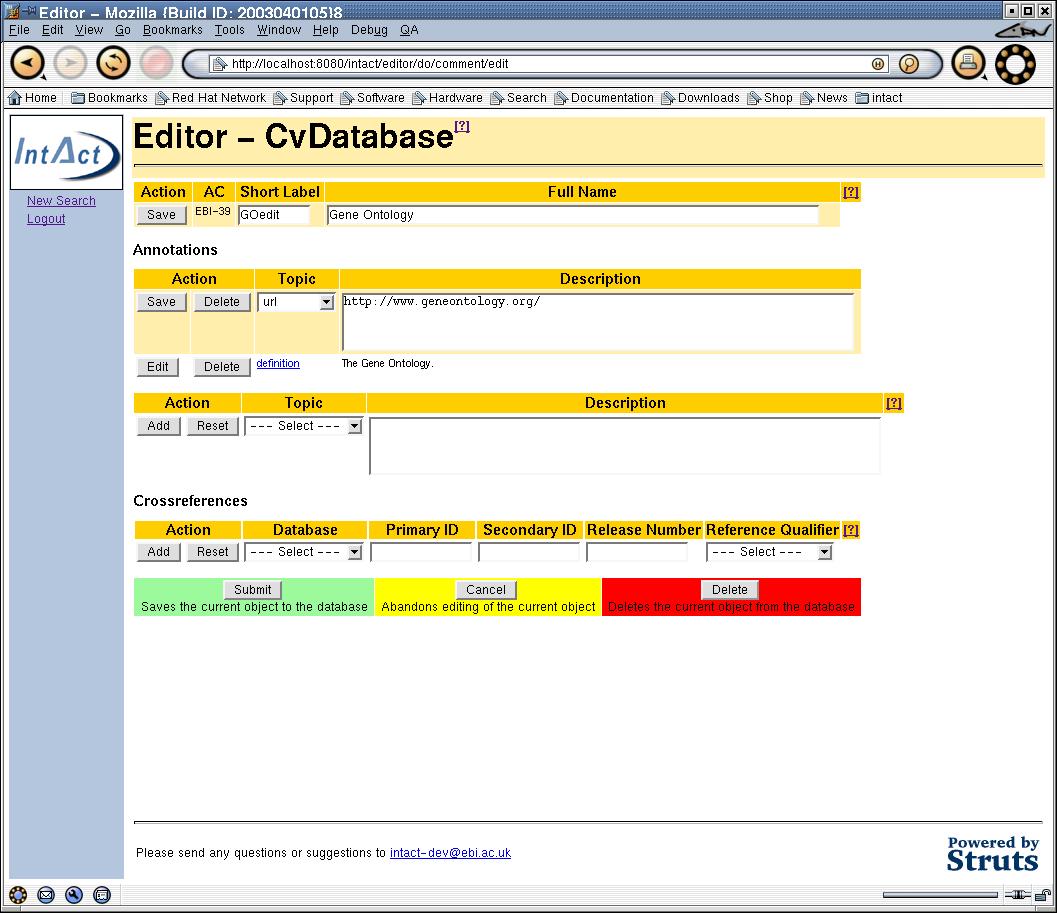 Editor - Mozilla {Build ID: 2003040105}8
File Edit View Go Bookmarks Tools Window Help Debug QA
http://localhost:8080/intact/editor/do/comment/edit
Home Bookmarks Red Hat Network Support Software Hardware Search Documentation Downloads Shop News intact
IntAct
New Search
Logout
Editor - CvDatabase[?]
Action AC Short Label Full Name [?]
Save EBI-39 GOedit Gene Ontology
Annotations
Action Topic Description
Save Delete url http://www.geneontology.org/
Edit Delete definition The Gene Ontology.
Action Topic Description [?]
Add Reset --- Select ---
Crossreferences
Action Database Primary ID Secondary ID Release Number Reference Qualifier [?]
Add Reset --- Select --- --- Select ---
Submit Cancel Delete
Saves the current object to the database Abandons editing of the current object Deletes the current object from the database
Please send any questions or suggestions to intact-dev@ebi.ac.uk
Powered by
Struts